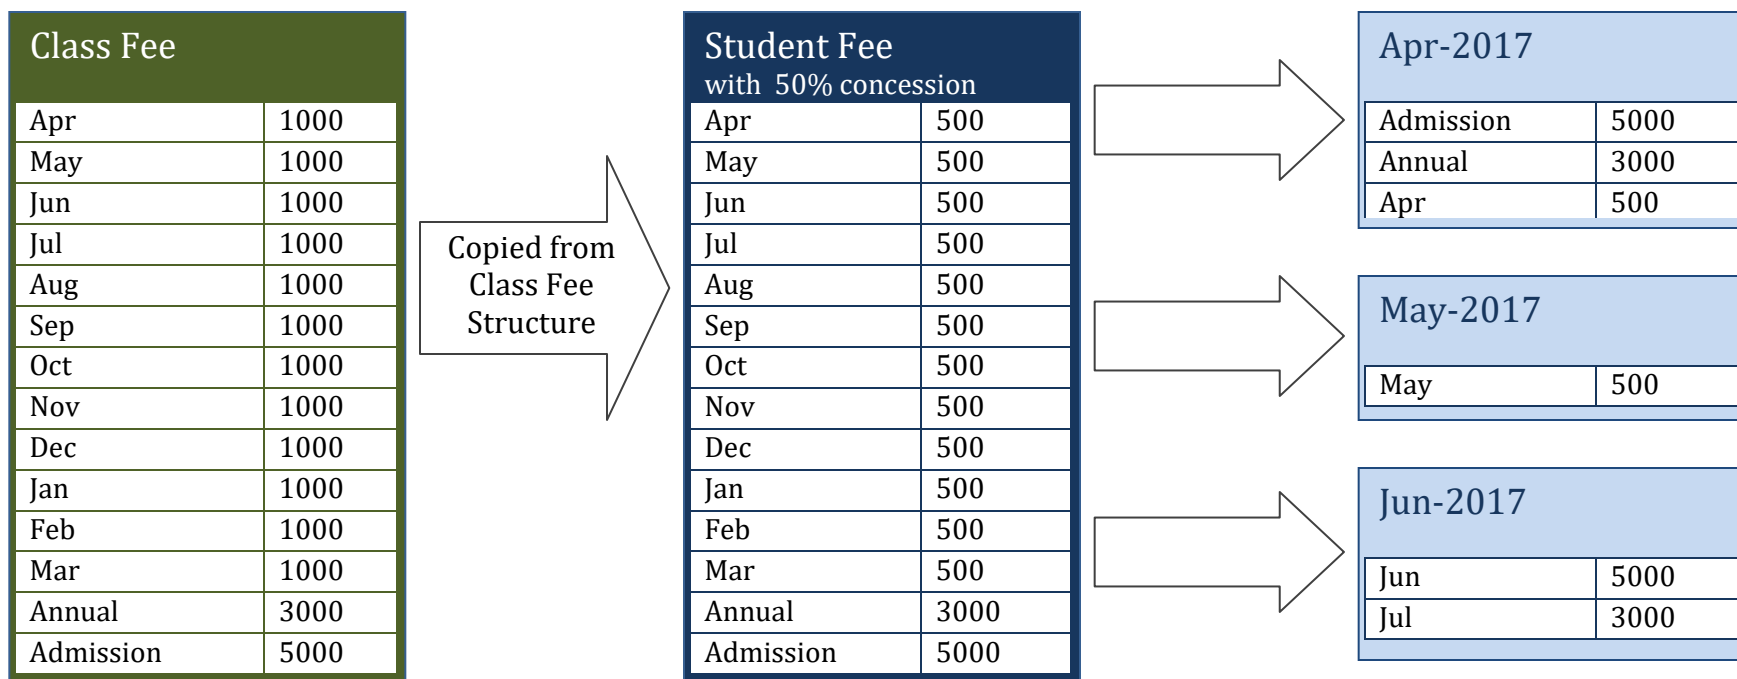 Class Fee
Apr 1000
May 1000
Jun 1000
Jul 1000
Aug 1000
Sep 1000
Oct 1000
Nov 1000
Dec 1000
Jan 1000
Feb 1000
Mar 1000
Annual 3000
Admission 5000
Copied from
Class Fee
Structure
Student Fee
with 50% concession
Apr 500
May 500
Jun 500
Jul 500
Aug 500
Sep 500
Oct 500
Nov 500
Dec 500
Jan 500
Feb 500
Mar 500
Annual 3000
Admission 5000
Apr-2017
Admission 5000
Annual 3000
Apr 500
May-2017
May 500
Jun-2017
Jun 5000
Jul 3000